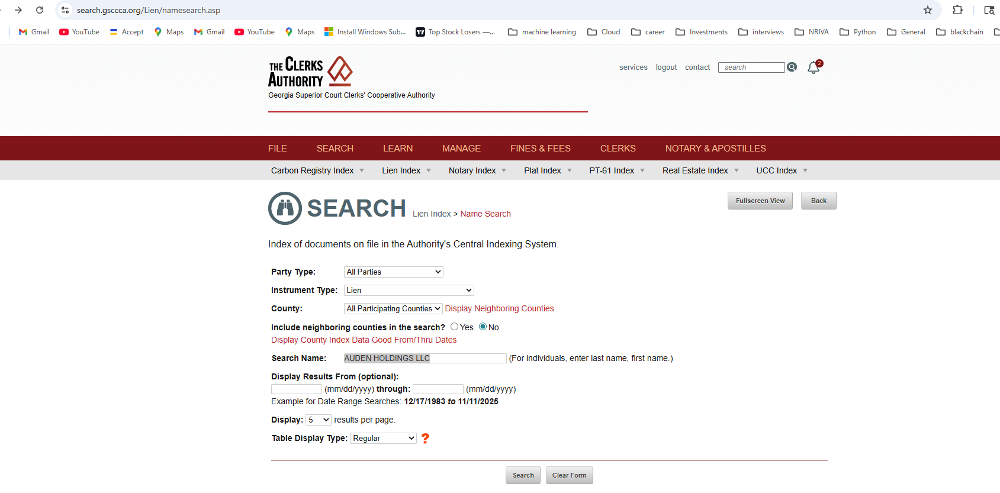 search.gsccca.org/Lien/namesearch.asp
Gmail YouTube Accept Maps Gmail YouTube Maps Install Windows Sub... Top Stock Losers —... machine learning Cloud career Investments interviews NRIVA Python General blockchain
THE CLERKS
AUTHORITY
Georgia Superior Court Clerks' Cooperative Authority
services logout contact search 2
FILE SEARCH LEARN MANAGE FINES & FEES CLERKS NOTARY & APOSTILLES
Carbon Registry Index Lien Index Notary Index Plat Index PT-61 Index Real Estate Index UCC Index
SEARCH Lien Index > Name Search Fullscreen View Back
Index of documents on file in the Authority's Central Indexing System.
Party Type: All Parties
Instrument Type: Lien
County: All Participating Counties Display Neighboring Counties
Include neighboring counties in the search? Yes No
Display County Index Data Good From/Thru Dates
Search Name: AUDEN HOLDINGS LLC (For individuals, enter last name, first name.)
Display Results From (optional):
(mm/dd/yyyy) through: (mm/dd/yyyy)
Example for Date Range Searches: 12/17/1983 to 11/11/2025
Display: 5 results per page.
Table Display Type: Regular ?
Search Clear Form